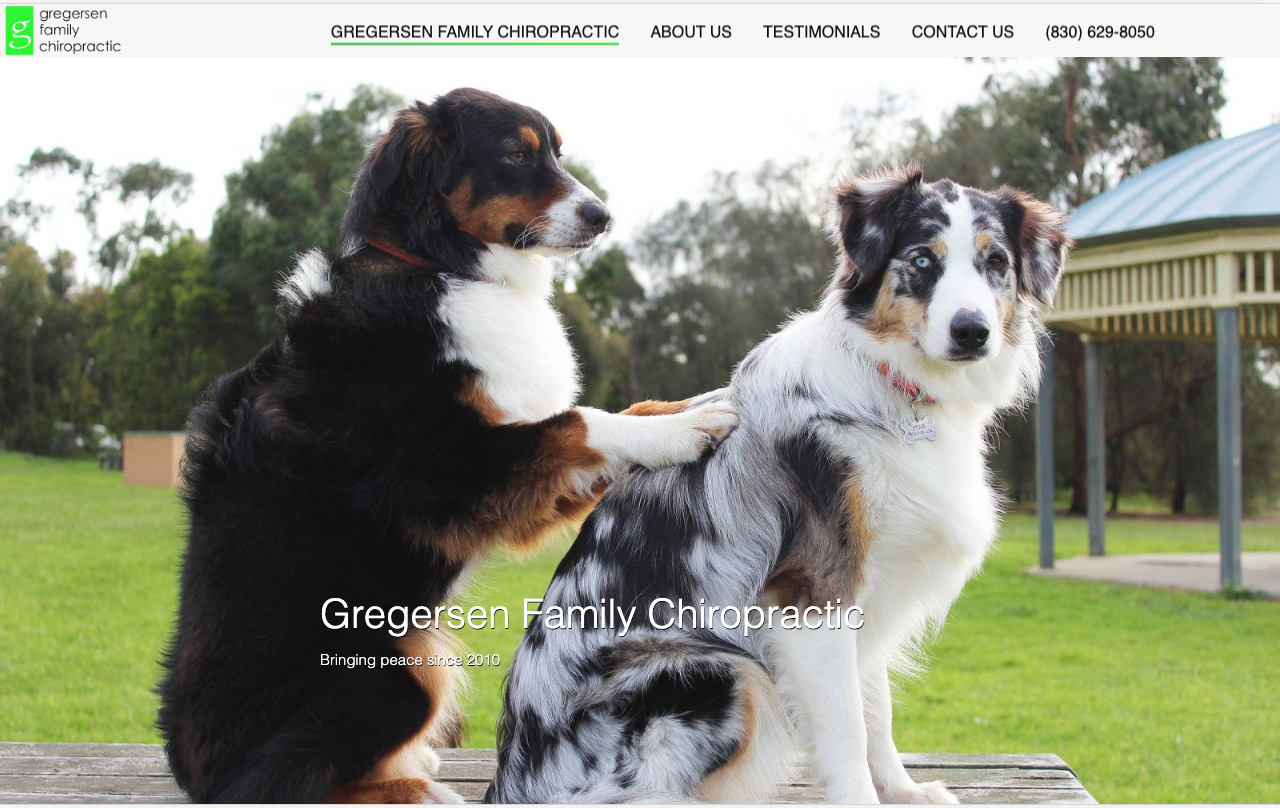 g
gregersen
family
chiropractic
GREGERSEN FAMILY CHIROPRACTIC ABOUT US TESTIMONIALS CONTACT US (830) 629-8050
Gregersen Family Chiropractic
Bringing peace since 2010